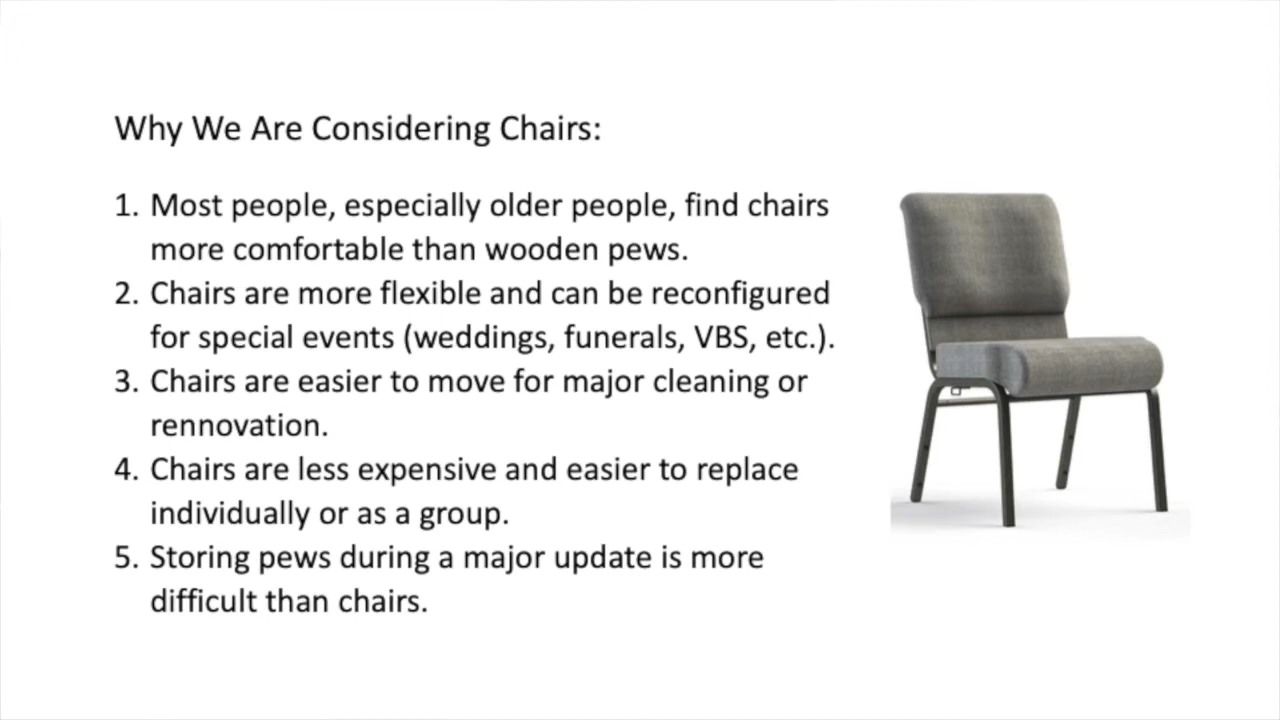 Why We Are Considering Chairs:
1. Most people, especially older people, find chairs
more comfortable than wooden pews.
2. Chairs are more flexible and can be reconfigured
for special events (weddings, funerals, VBS, etc.).
3. Chairs are easier to move for major cleaning or
rennovation.
4. Chairs are less expensive and easier to replace
individually or as a group.
5. Storing pews during a major update is more
difficult than chairs.